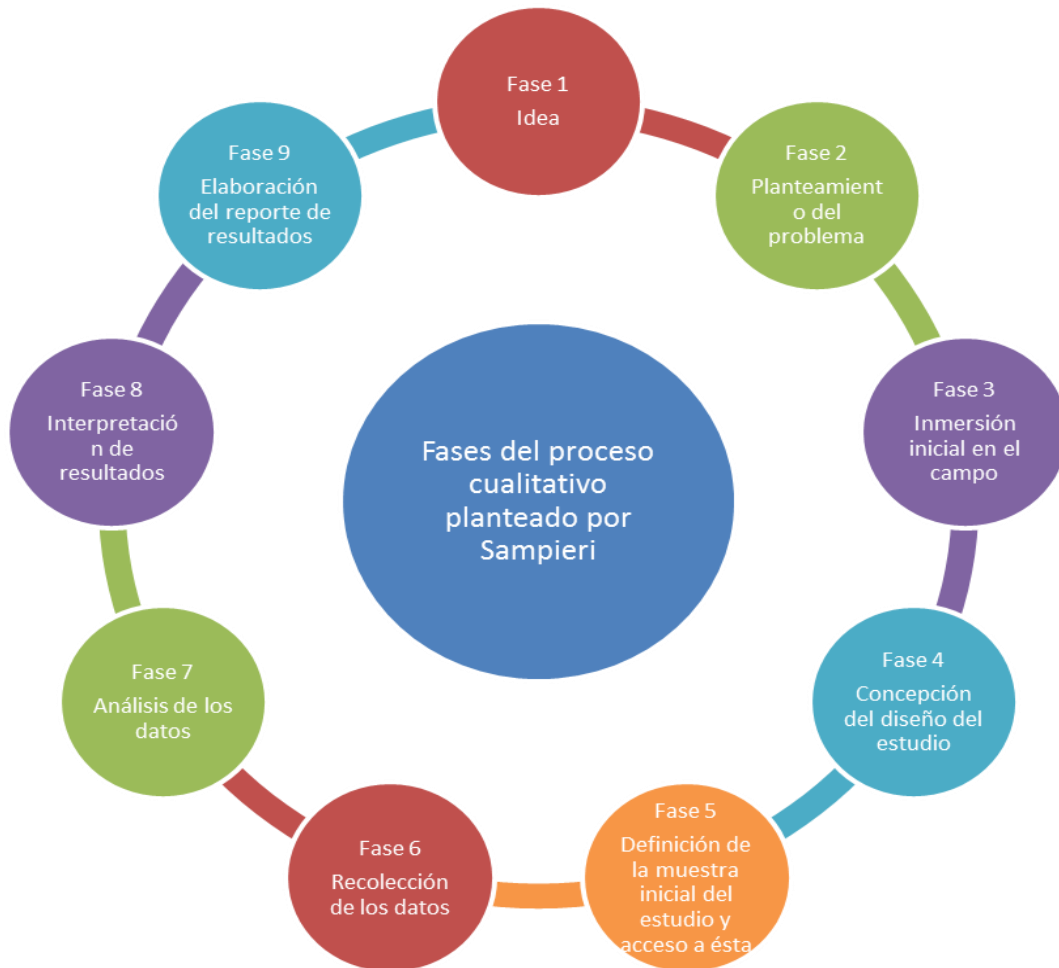 Fase 1
Idea
Fase 2
Planteamient
o del
problema
Fase 3
Inmersión
inicial en el
campo
Fase 4
Concepción
del diseño del
estudio
Fase 5
Definición de
la muestra
inicial del
estudio y
acceso a ésta
Fase 6
Recolección
de los datos
Fase 7
Análisis de los
datos
Fase 8
Interpretació
n de
resultados
Fase 9
Elaboración
del reporte de
resultados
Fases del proceso
cualitativo
planteado por
Sampieri